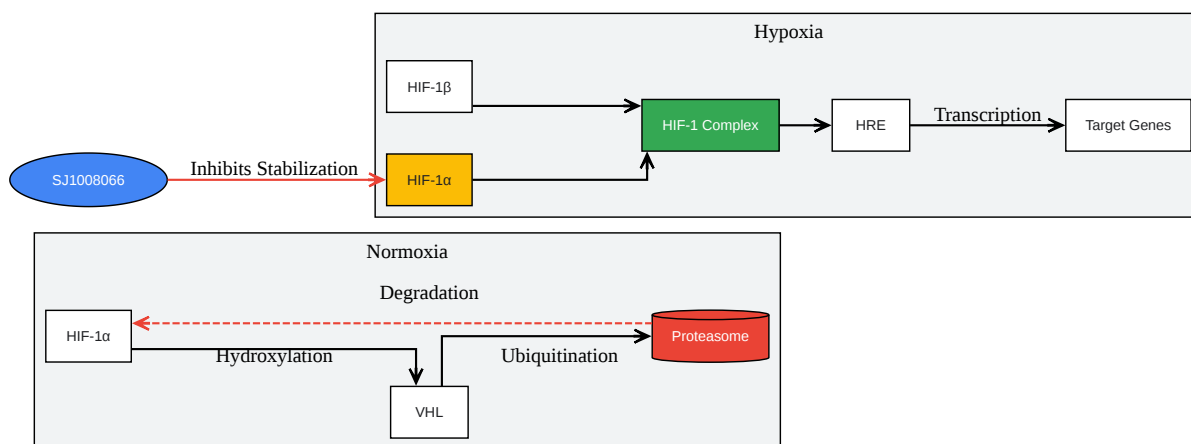 Hypoxia
HIF-1β
HIF-1 Complex
HRE
Transcription
Target Genes
SJ1008066
Inhibits Stabilization
HIF-1α
Normoxia
Degradation
HIF-1α
Hydroxylation
Ubiquitination
Proteasome
VHL